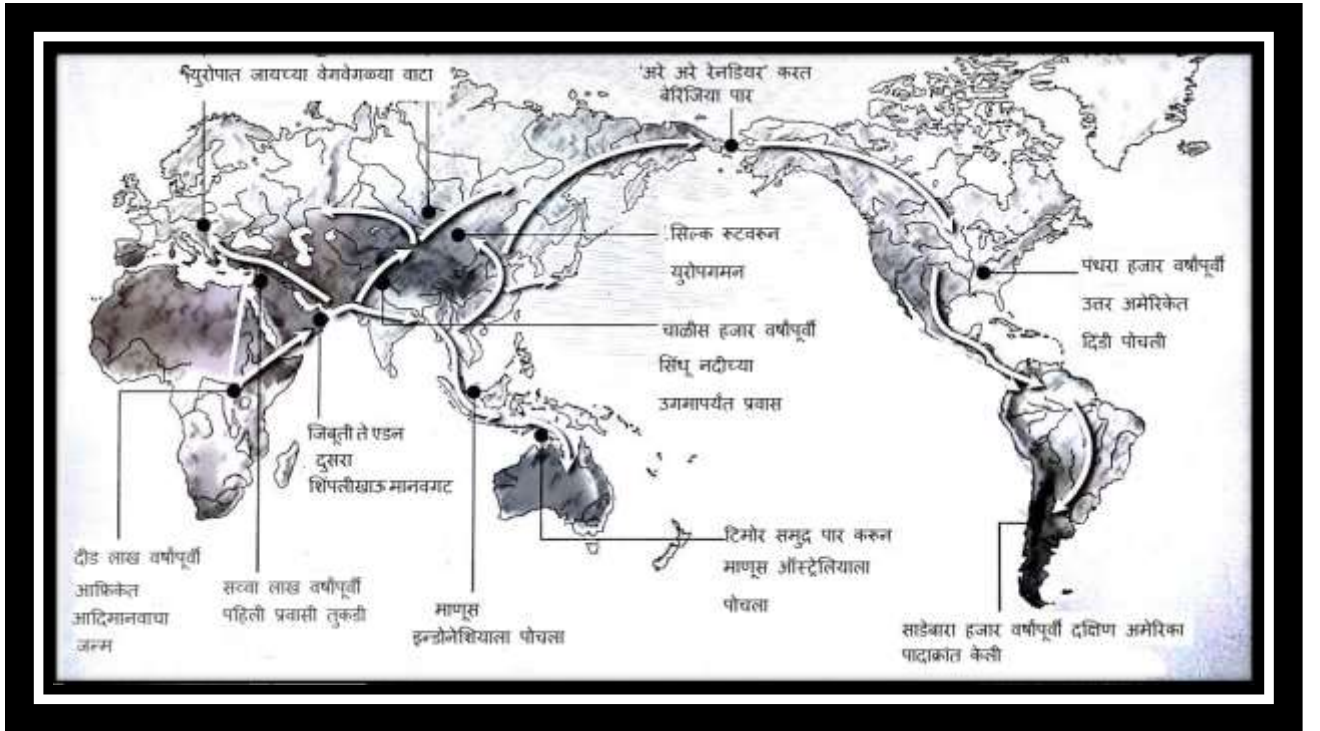 युरोपात जायच्या वेगवेगळ्या वाटा
'अरे अरे रेनडियर' करत
बेरिंजिया पार
सिल्क रूटवरून
युरोपगमन
चाळीस हजार वर्षांपूर्वी
सिंधू नदीच्या
उगमापर्यंत प्रवास
पंधरा हजार वर्षांपूर्वी
उत्तर अमेरिकेत
दिंडी पोचली
जिबूती ते एडन
दुसरा
शिंपलीखाऊ मानवगट
दीड लाख वर्षांपूर्वी
आफ्रिकेत
आदिमानवाचा
जन्म
सव्वा लाख वर्षांपूर्वी
पहिली प्रवासी तुकडी
माणूस
इन्डोनेशियाला पोचला
टिमोर समुद्र पार करून
माणूस ऑस्ट्रेलियाला
पोचला
साडेबारा हजार वर्षांपूर्वी दक्षिण अमेरिका
पादाक्रांत केली